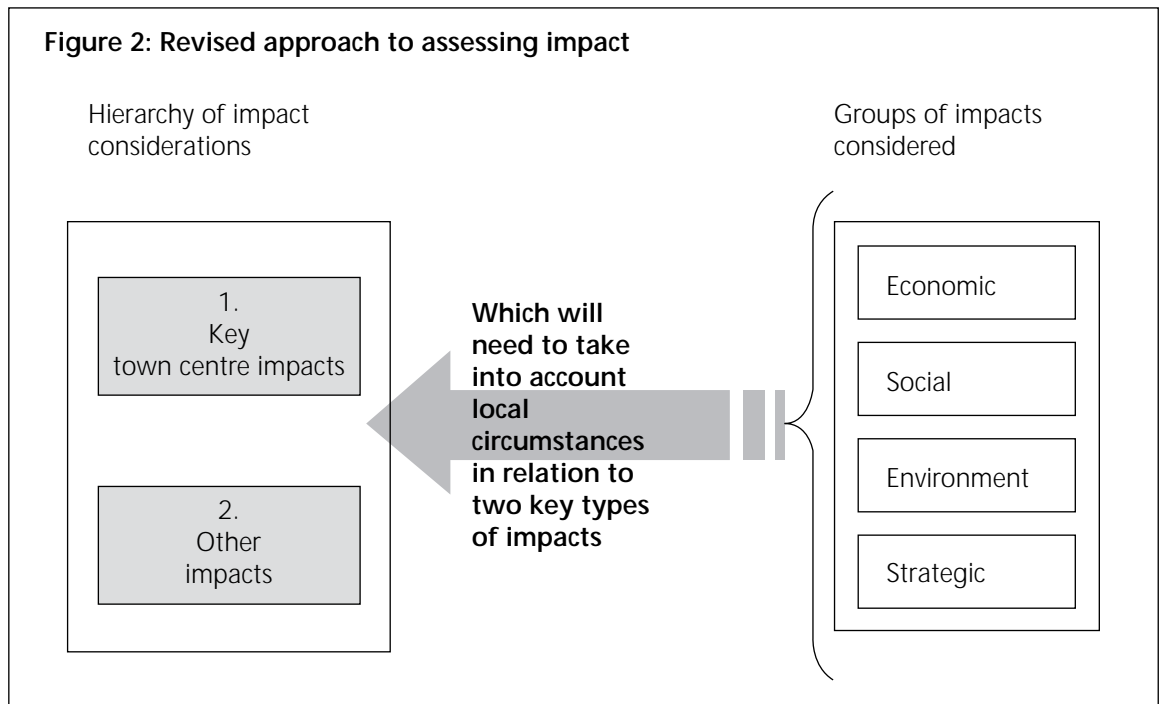 Figure 2: Revised approach to assessing impact
Hierarchy of impact
considerations
Groups of impacts
considered
1.
Key
town centre impacts
2.
Other
impacts
Which will
need to take
into account
local
circumstances
in relation to
two key types
of impacts
Economic
Social
Environment
Strategic